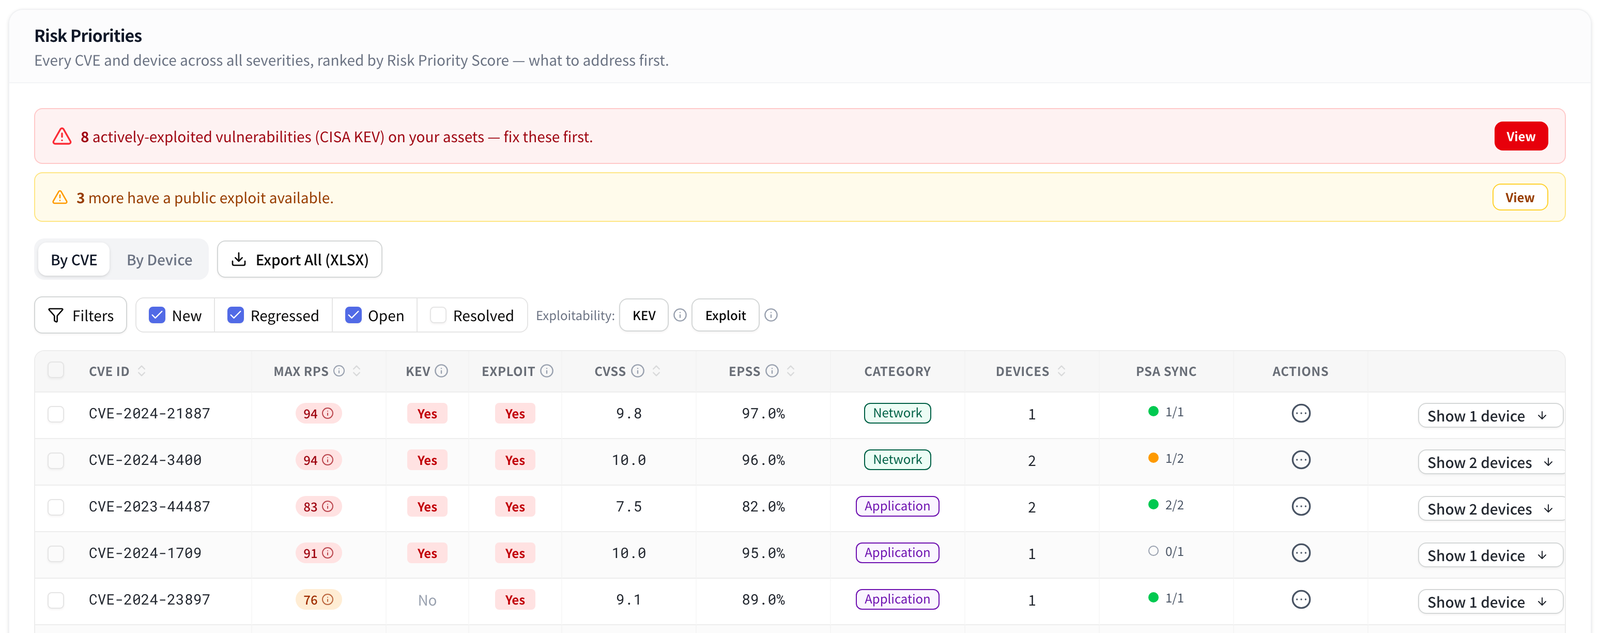 Risk Priorities
Every CVE and device across all severities, ranked by Risk Priority Score — what to address first.
8 actively-exploited vulnerabilities (CISA KEV) on your assets — fix these first. View
3 more have a public exploit available. View
By CVE By Device Export All (XLSX)
Filters New Regressed Open Resolved Exploitability: KEV Exploit
CVE ID MAX RPS KEV EXPLOIT CVSS EPSS CATEGORY DEVICES PSA SYNC ACTIONS
CVE-2024-21887 94 Yes Yes 9.8 97.0% Network 1 1/1 Show 1 device ↓
CVE-2024-3400 94 Yes Yes 10.0 96.0% Network 2 1/2 Show 2 devices ↓
CVE-2023-44487 83 Yes Yes 7.5 82.0% Application 2 2/2 Show 2 devices ↓
CVE-2024-1709 91 Yes Yes 10.0 95.0% Application 1 0/1 Show 1 device ↓
CVE-2024-23897 76 No Yes 9.1 89.0% Application 1 1/1 Show 1 device ↓